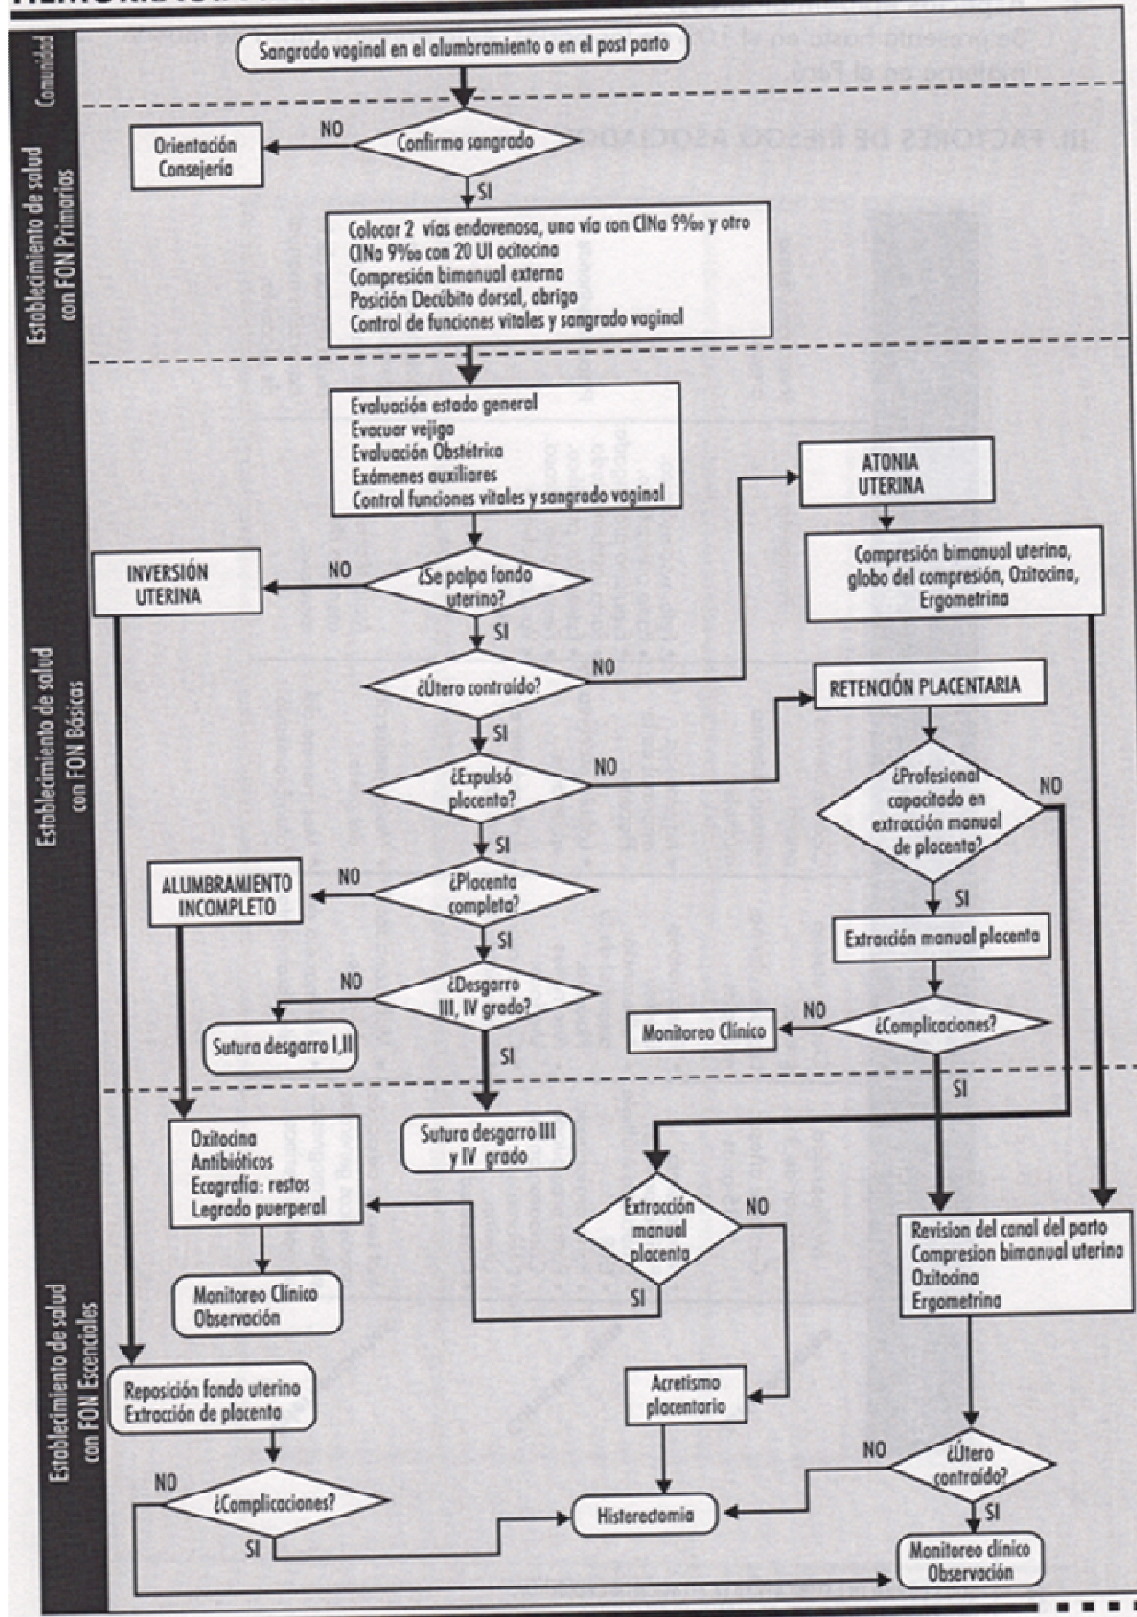 Comunidad
Sangrado vaginal en el alumbramiento o en el post parto
Establecimiento de salud
con FON Primarias
Confirma sangrado
NO
Orientación
Consejería
SI
Colocar 2 vías endovenosa, una vía con ClNa 9‰ y otro
ClNa 9‰ con 20 UI ocitocina
Compresión bimanual externa
Posición Decúbito dorsal, abrigo
Control de funciones vitales y sangrado vaginal
Establecimiento de salud
con FON Básicas
Evaluación estado general
Evacuar vejiga
Evaluación Obstétrica
Exámenes auxiliares
Control funciones vitales y sangrado vaginal
ATONIA
UTERINA
Compresión bimanual uterina,
globo del compresión, Oxitocina,
Ergometrina
¿Se palpa fondo
uterino?
NO
INVERSIÓN
UTERINA
SI
¿Útero contraído?
NO
SI
RETENCIÓN PLACENTARIA
¿Expulsó
placenta?
NO
SI
¿Profesional
capacitado en
extracción manual
de placenta?
NO
SI
¿Placenta
completa?
NO
ALUMBRAMIENTO
INCOMPLETO
SI
Extracción manual placenta
¿Desgarro
III, IV grado?
NO
Sutura desgarro I,II
SI
¿Complicaciones?
NO
Monitoreo Clínico
SI
Establecimiento de salud
con FON Escenciales
Oxitocina
Antibióticos
Ecografía: restos
Legrado puerperal
Sutura desgarro III
y IV grado
Extracción
manual
placenta
NO
SI
Revision del canal del parto
Compresion bimanual uterina
Oxitocina
Ergometrina
Monitoreo Clínico
Observación
Reposición fondo uterino
Extracción de placenta
Acretismo
placentario
¿Complicaciones?
NO
SI
Histerectomia
¿Útero
contraído?
NO
SI
Monitoreo clínico
Observación